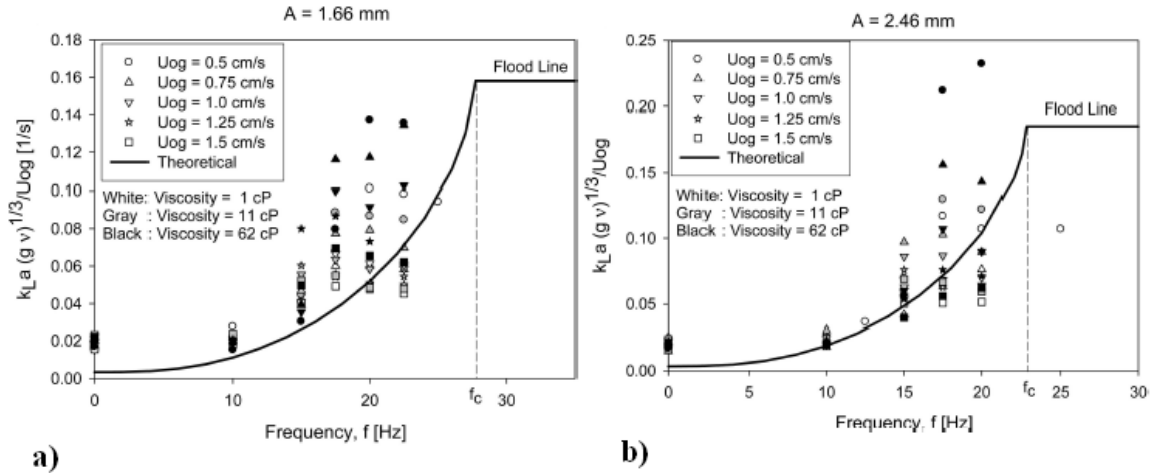 A = 1.66 mm
0.18
0.16
0.14
0.12
0.10
0.08
0.06
0.04
0.02
0.00
kLa (g ν)^1/3/Uog [1/s]
Uog = 0.5 cm/s
Uog = 0.75 cm/s
Uog = 1.0 cm/s
Uog = 1.25 cm/s
Uog = 1.5 cm/s
Theoretical
White: Viscosity = 1 cP
Gray : Viscosity = 11 cP
Black : Viscosity = 62 cP
Flood Line
0 10 20 fc 30
Frequency, f [Hz]
a)
A = 2.46 mm
0.25
0.20
0.15
0.10
0.05
0.00
kLa (g ν)^1/3/Uog
Uog = 0.5 cm/s
Uog = 0.75 cm/s
Uog = 1.0 cm/s
Uog = 1.25 cm/s
Uog = 1.5 cm/s
Theoretical
White: Viscosity = 1 cP
Gray : Viscosity = 11 cP
Black : Viscosity = 62 cP
Flood Line
0 5 10 15 20 fc 25 30
Frequency, f [Hz]
b)